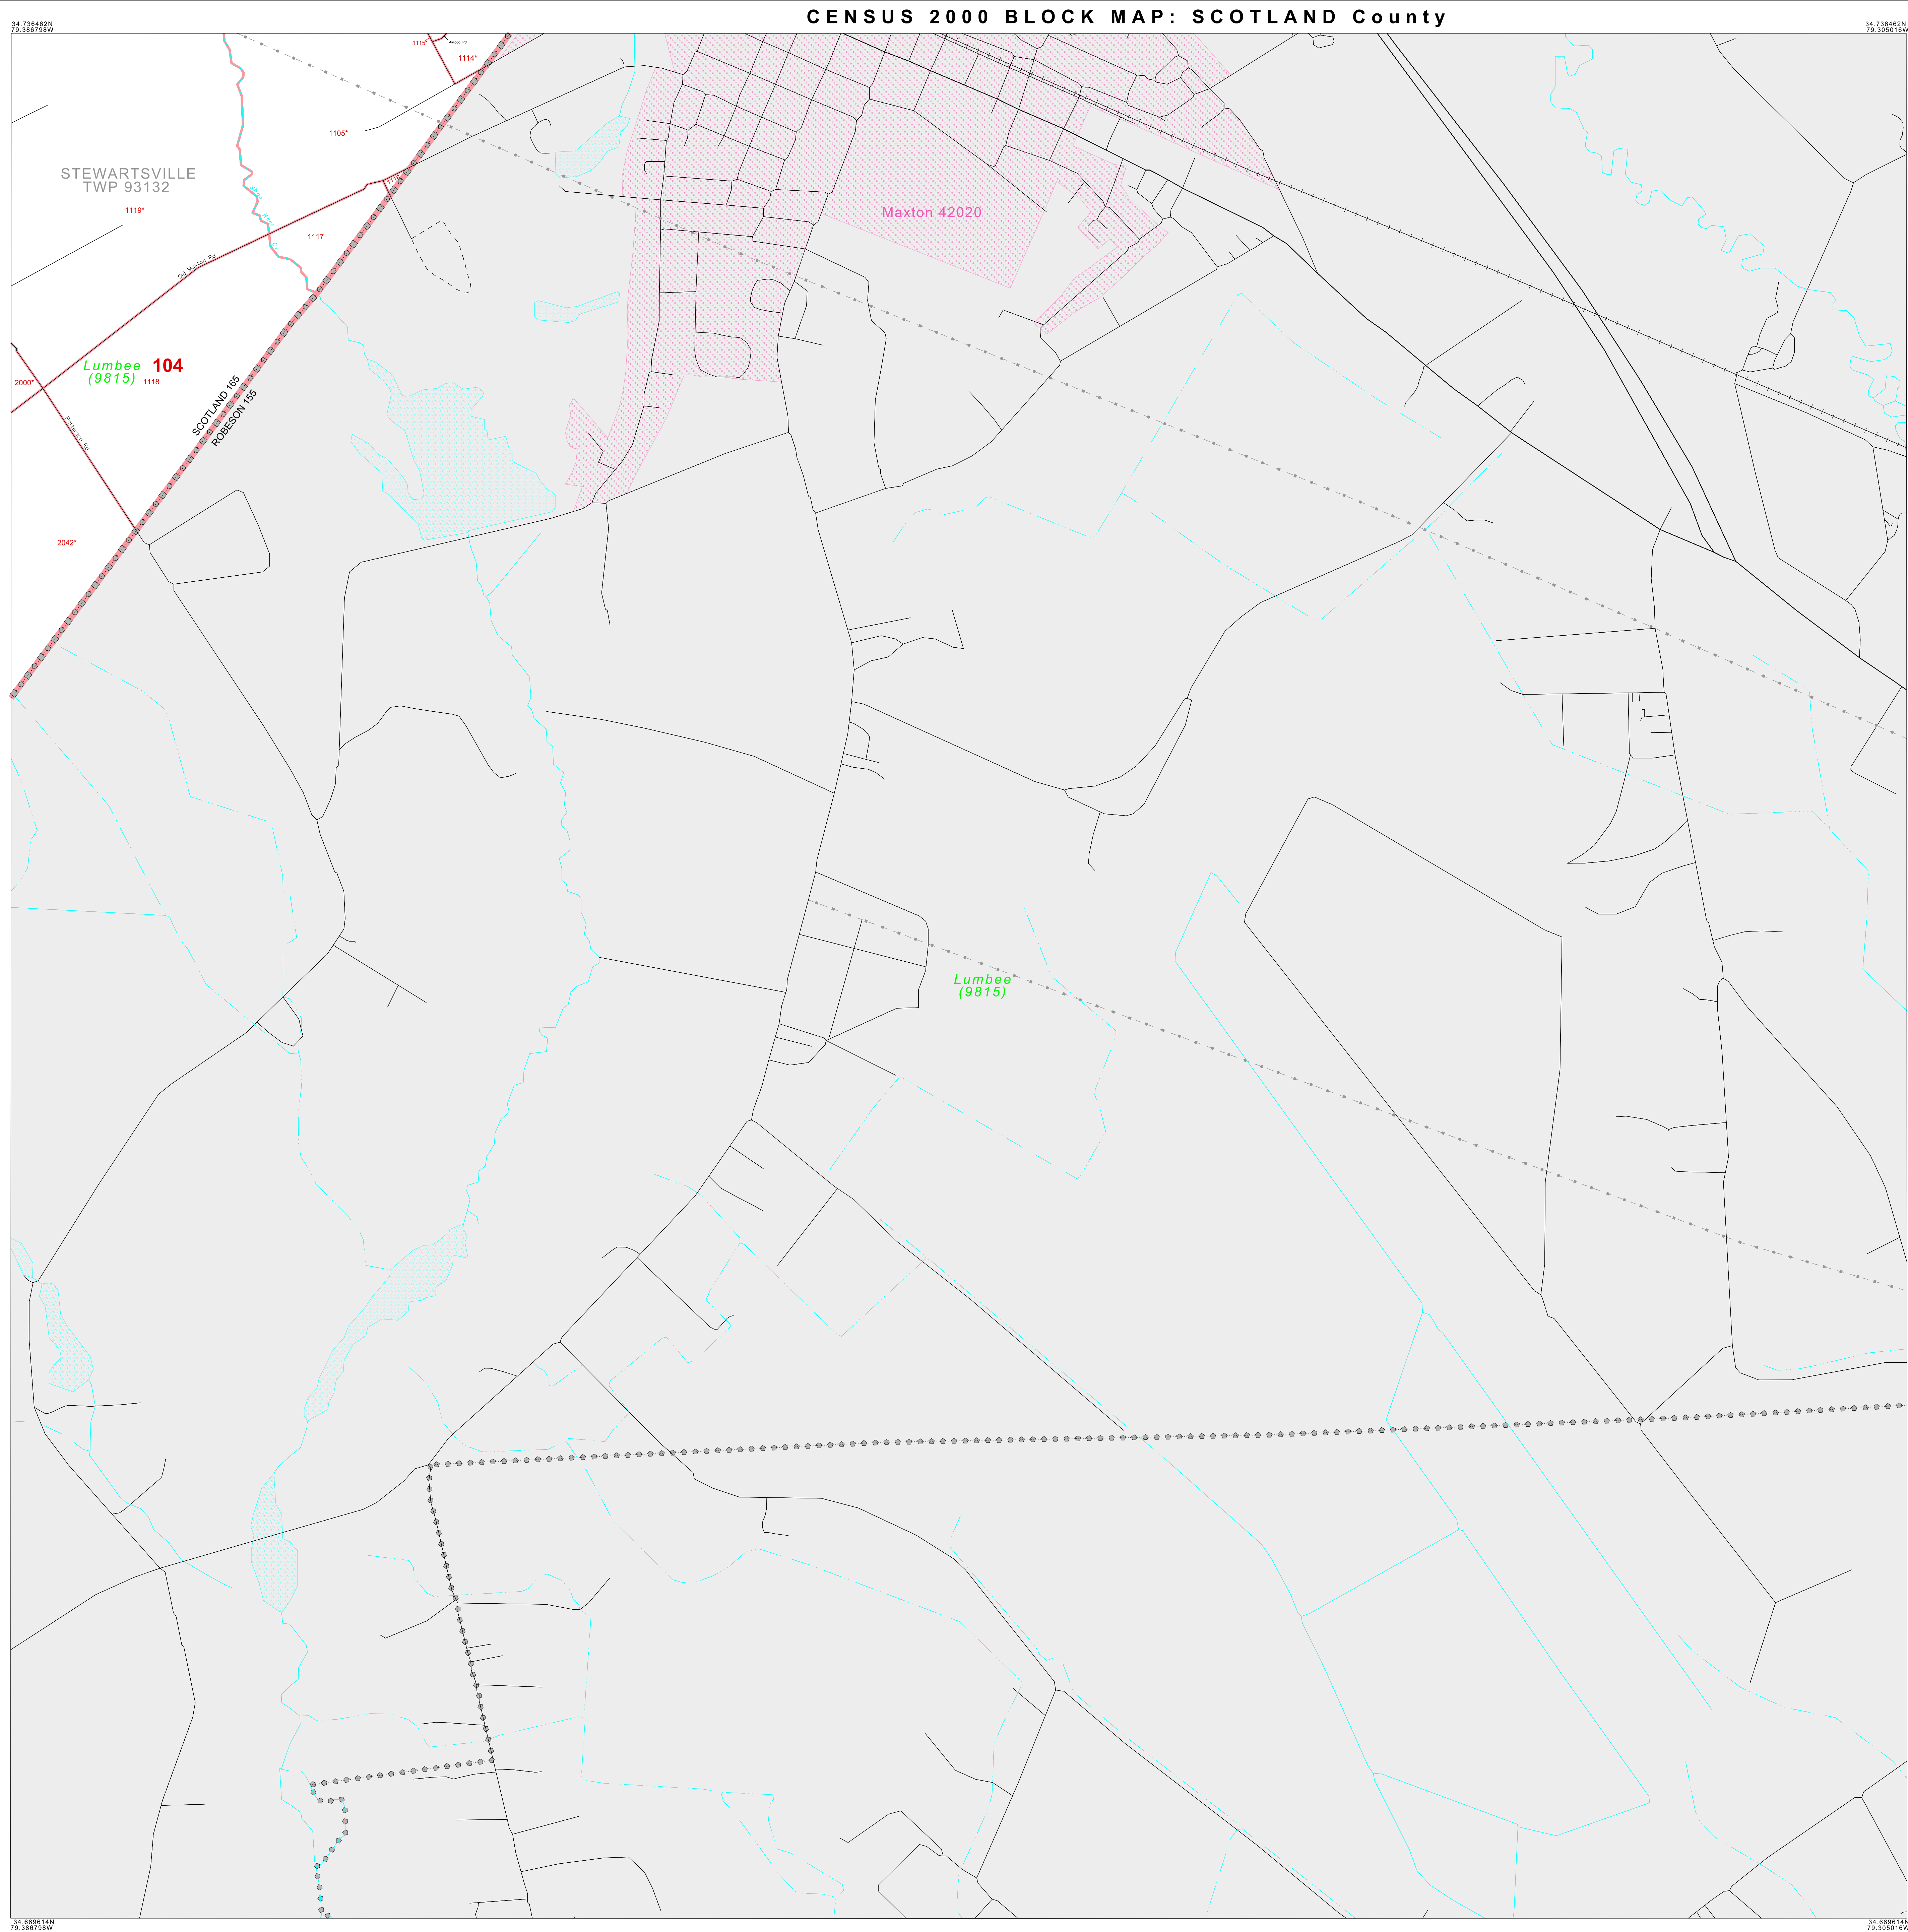 CENSUS 2000 BLOCK MAP: SCOTLAND County
34.736462N
79.386798W
34.736462N
79.305016W
1115*
1114*
1105*
STEWARTSVILLE
TWP 93132
1119*
1117
Old Maxton Rd
Maxton 42020
Lumbee
(9815)
104
1118
2000*
Patterson Rd
SCOTLAND 165
ROBESON 155
2042*
Lumbee
(9815)
34.669614N
79.386798W
34.669614N
79.305016W